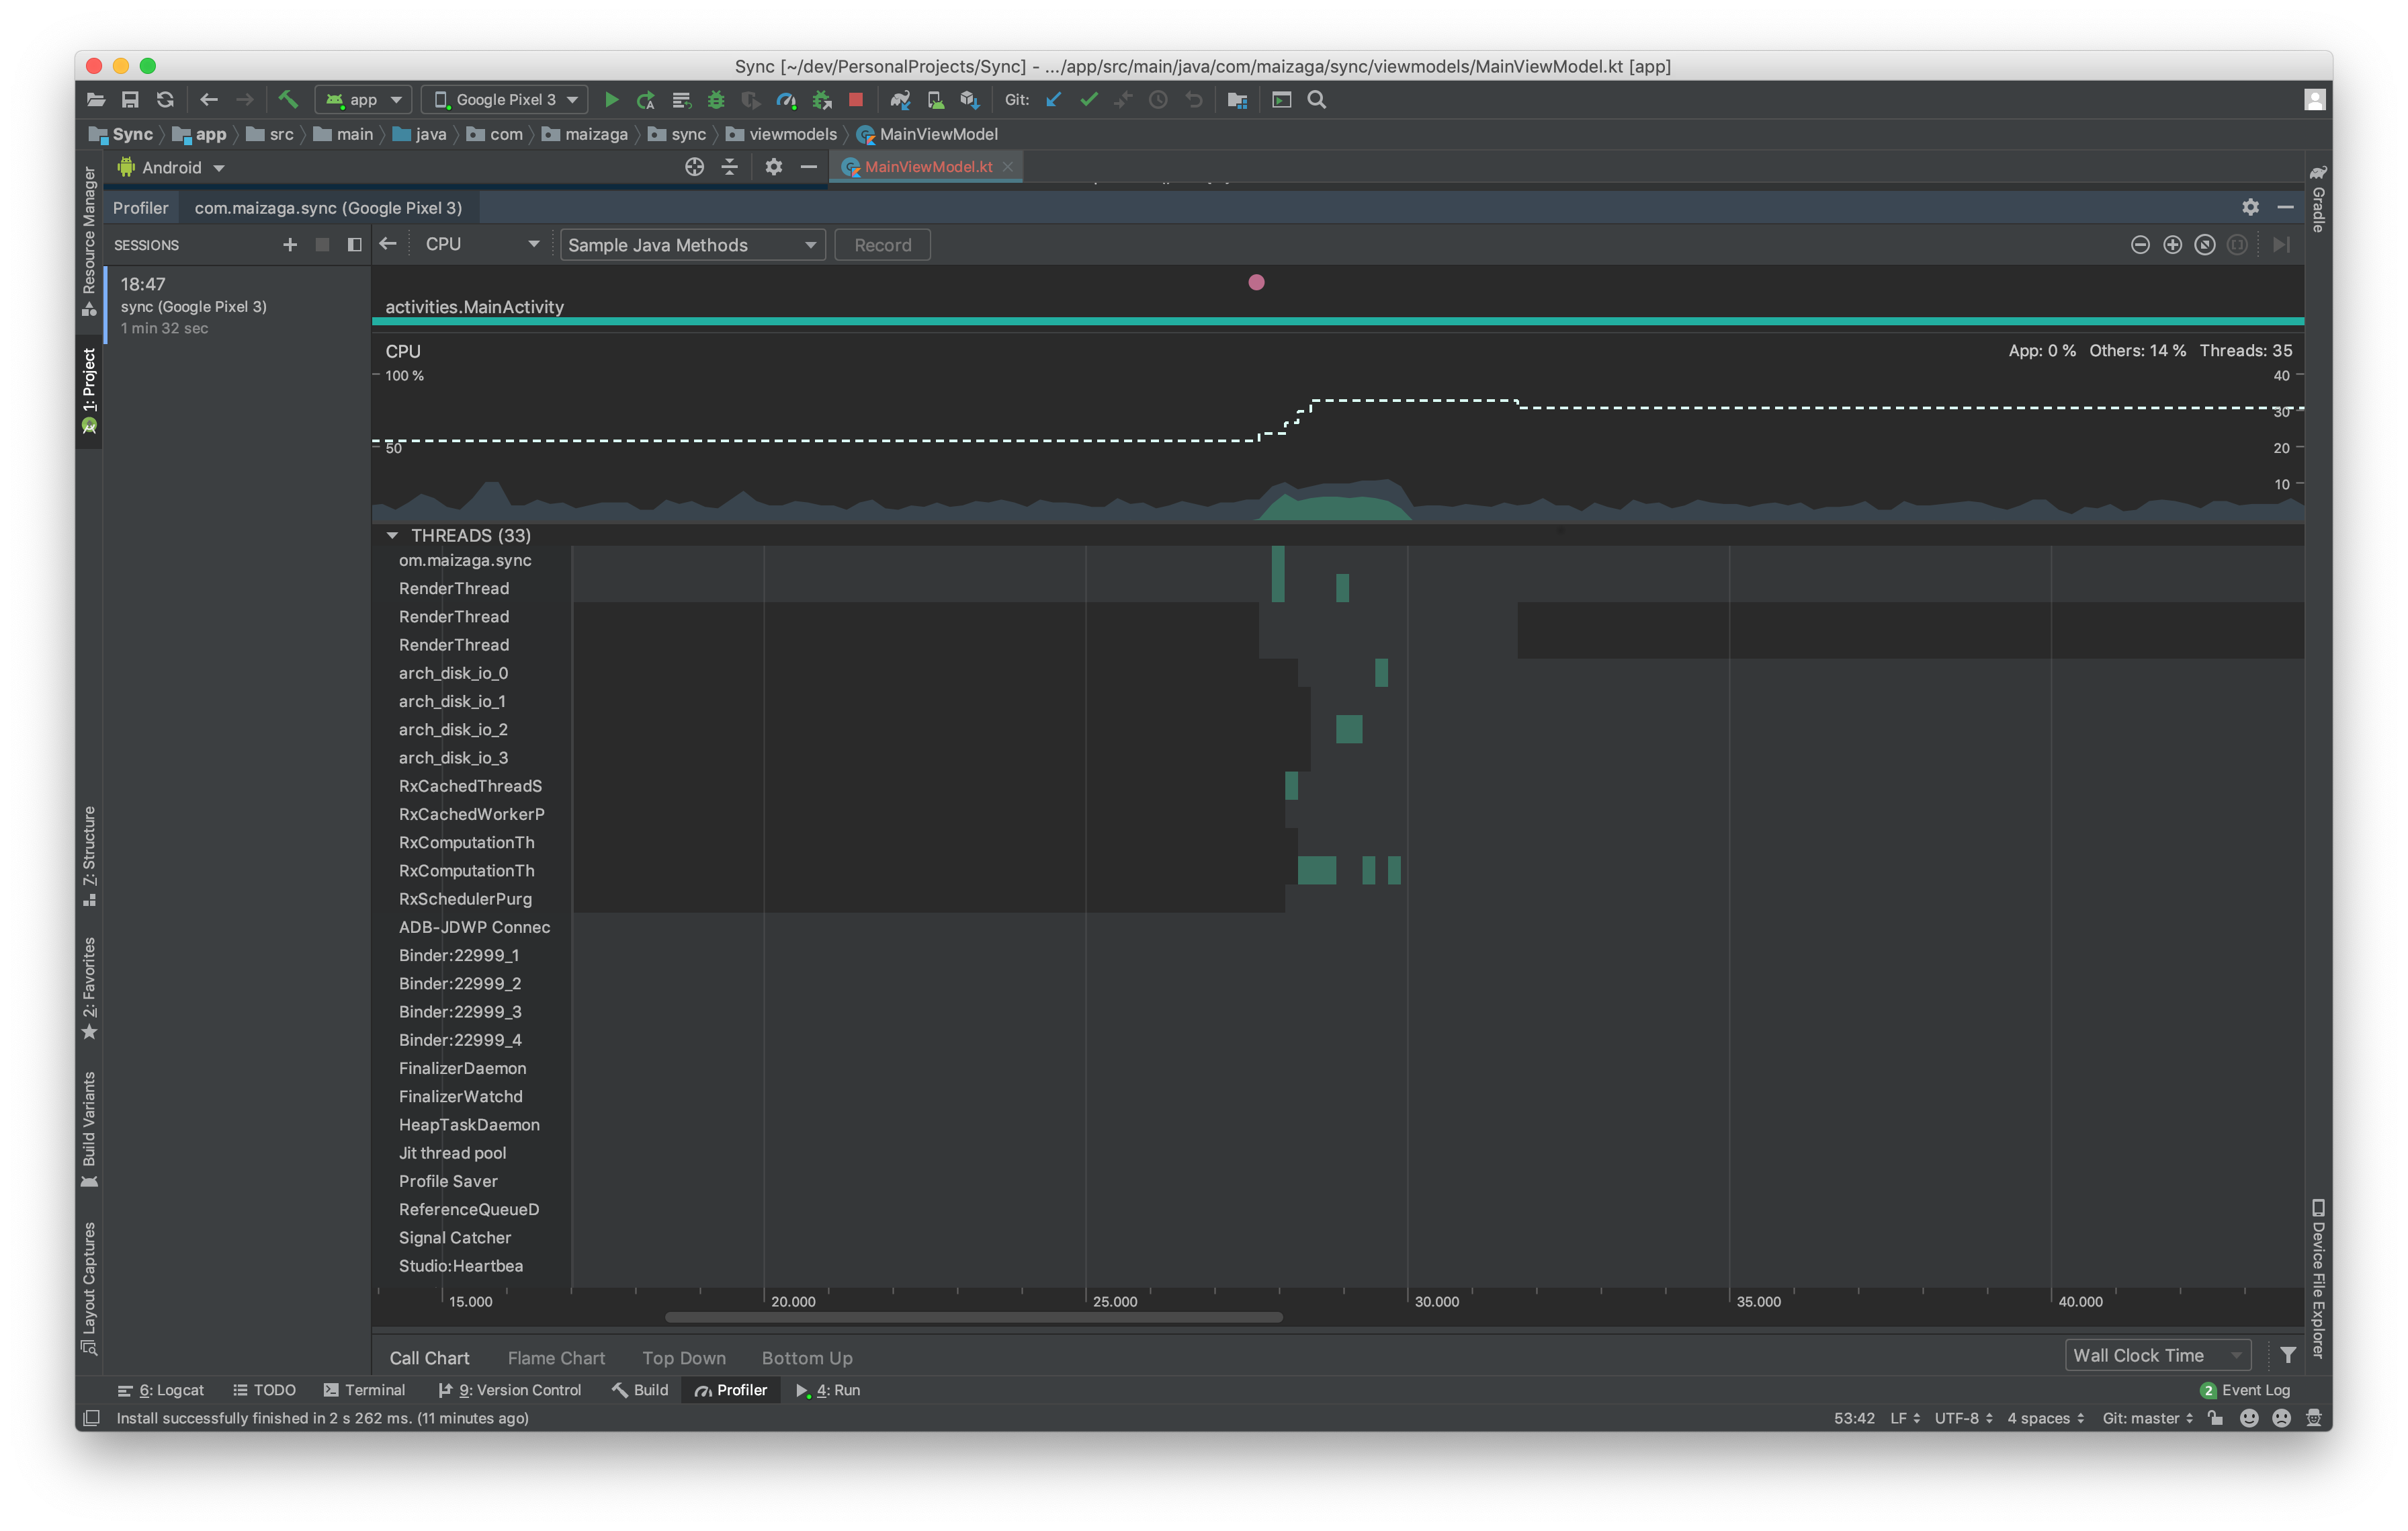 Sync [~/dev/PersonalProjects/Sync] - .../app/src/main/java/com/maizaga/sync/viewmodels/MainViewModel.kt [app]
app Google Pixel 3 Git:
Sync app src main java com maizaga sync viewmodels MainViewModel
Android MainViewModel.kt
Profiler com.maizaga.sync (Google Pixel 3)
SESSIONS CPU Sample Java Methods Record
18:47
sync (Google Pixel 3)
1 min 32 sec
activities.MainActivity
CPU App: 0 % Others: 14 % Threads: 35
100 % 40
30
50 20
10
THREADS (33)
om.maizaga.sync
RenderThread
RenderThread
RenderThread
arch_disk_io_0
arch_disk_io_1
arch_disk_io_2
arch_disk_io_3
RxCachedThreadS
RxCachedWorkerP
RxComputationTh
RxComputationTh
RxSchedulerPurg
ADB-JDWP Connec
Binder:22999_1
Binder:22999_2
Binder:22999_3
Binder:22999_4
FinalizerDaemon
FinalizerWatchd
HeapTaskDaemon
Jit thread pool
Profile Saver
ReferenceQueueD
Signal Catcher
Studio:Heartbea
15.000 20.000 25.000 30.000 35.000 40.000
Call Chart Flame Chart Top Down Bottom Up Wall Clock Time
6: Logcat TODO Terminal 9: Version Control Build Profiler 4: Run 2 Event Log
Install successfully finished in 2 s 262 ms. (11 minutes ago) 53:42 LF UTF-8 4 spaces Git: master
Resource Manager
1: Project
7: Structure
2: Favorites
Build Variants
Layout Captures
Gradle
Device File Explorer